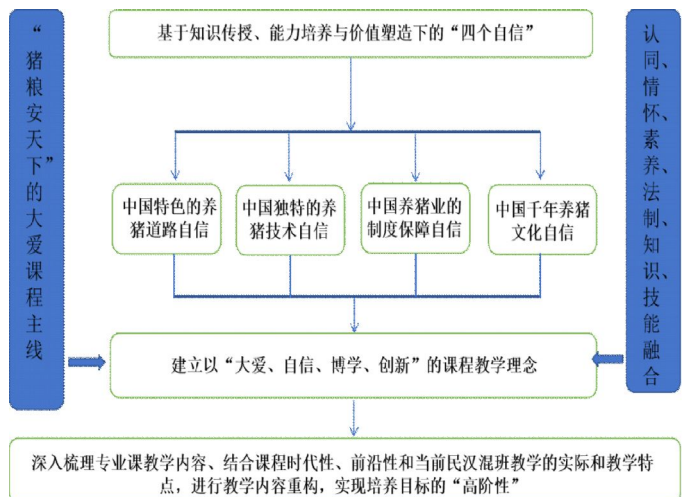 “猪粮安天下”的大爱课程主线
基于知识传授、能力培养与价值塑造下的“四个自信”
认同、情怀、素养、法制、知识、技能融合
中国特色的养
猪道路自信
中国独特的养
猪技术自信
中国养猪业的
制度保障自信
中国千年养猪
文化自信
建立以“大爱、自信、博学、创新”的课程教学理念
深入梳理专业课教学内容、结合课程时代性、前沿性和当前民汉混班教学的实际和教学特
点，进行教学内容重构，实现培养目标的“高阶性”